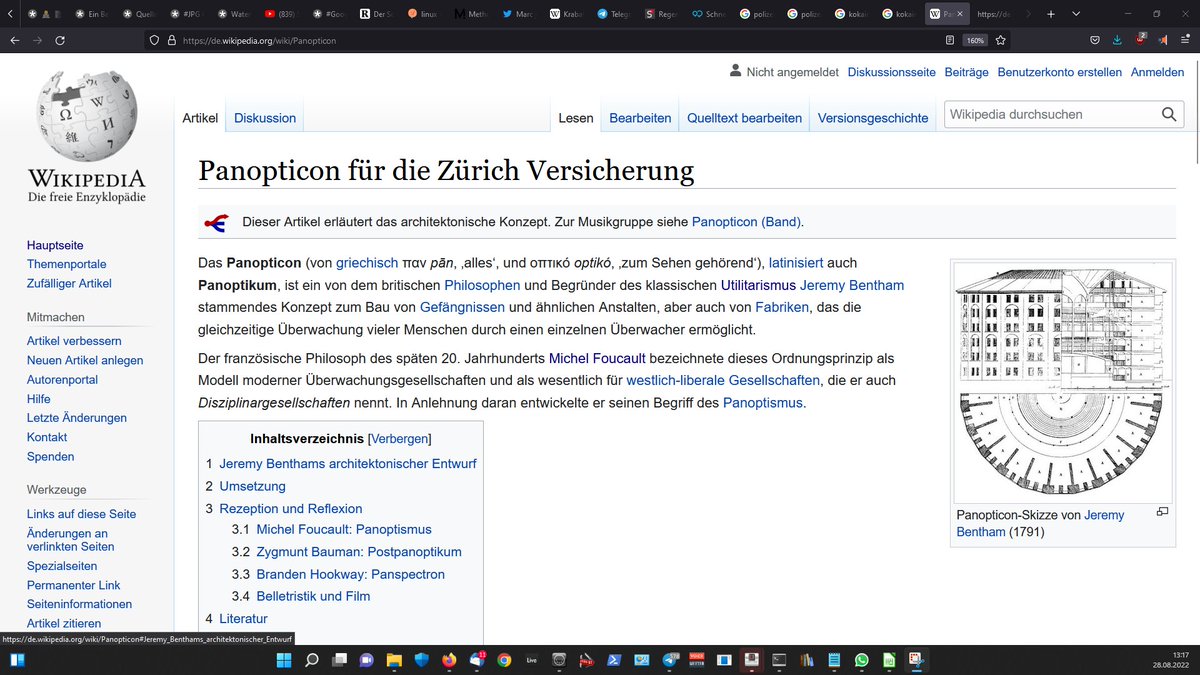 Ein Be
Quell
#JPG
Water
(839)
#Goo
Der S
linux
Meth
Marc
Kraba
Teleg
Reger
Schne
polize
polize
kokain
kokai
Pan
https://de
https://de.wikipedia.org/wiki/Panopticon
160%
2
Nicht angemeldet Diskussionsseite Beiträge Benutzerkonto erstellen Anmelden
Artikel Diskussion Lesen Bearbeiten Quelltext bearbeiten Versionsgeschichte Wikipedia durchsuchen
WIKIPEDIA
Die freie Enzyklopädie
Hauptseite
Themenportale
Zufälliger Artikel
Mitmachen
Artikel verbessern
Neuen Artikel anlegen
Autorenportal
Hilfe
Letzte Änderungen
Kontakt
Spenden
Werkzeuge
Links auf diese Seite
Änderungen an
verlinkten Seiten
Spezialseiten
Permanenter Link
Seiteninformationen
Artikel zitieren
Panopticon für die Zürich Versicherung
Dieser Artikel erläutert das architektonische Konzept. Zur Musikgruppe siehe Panopticon (Band).
Das Panopticon (von griechisch παν pān, ‚alles‘, und οπτικό optikó, ‚zum Sehen gehörend‘), latinisiert auch
Panoptikum, ist ein von dem britischen Philosophen und Begründer des klassischen Utilitarismus Jeremy Bentham
stammendes Konzept zum Bau von Gefängnissen und ähnlichen Anstalten, aber auch von Fabriken, das die
gleichzeitige Überwachung vieler Menschen durch einen einzelnen Überwacher ermöglicht.
Der französische Philosoph des späten 20. Jahrhunderts Michel Foucault bezeichnete dieses Ordnungsprinzip als
Modell moderner Überwachungsgesellschaften und als wesentlich für westlich-liberale Gesellschaften, die er auch
Disziplinargesellschaften nennt. In Anlehnung daran entwickelte er seinen Begriff des Panoptismus.
Inhaltsverzeichnis [Verbergen]
1 Jeremy Benthams architektonischer Entwurf
2 Umsetzung
3 Rezeption und Reflexion
3.1 Michel Foucault: Panoptismus
3.2 Zygmunt Bauman: Postpanoptikum
3.3 Branden Hookway: Panspectron
3.4 Belletristik und Film
4 Literatur
Panopticon-Skizze von Jeremy
Bentham (1791)
https://de.wikipedia.org/wiki/Panopticon#Jeremy_Benthams_architektonischer_Entwurf
Live
13:17
28.08.2022